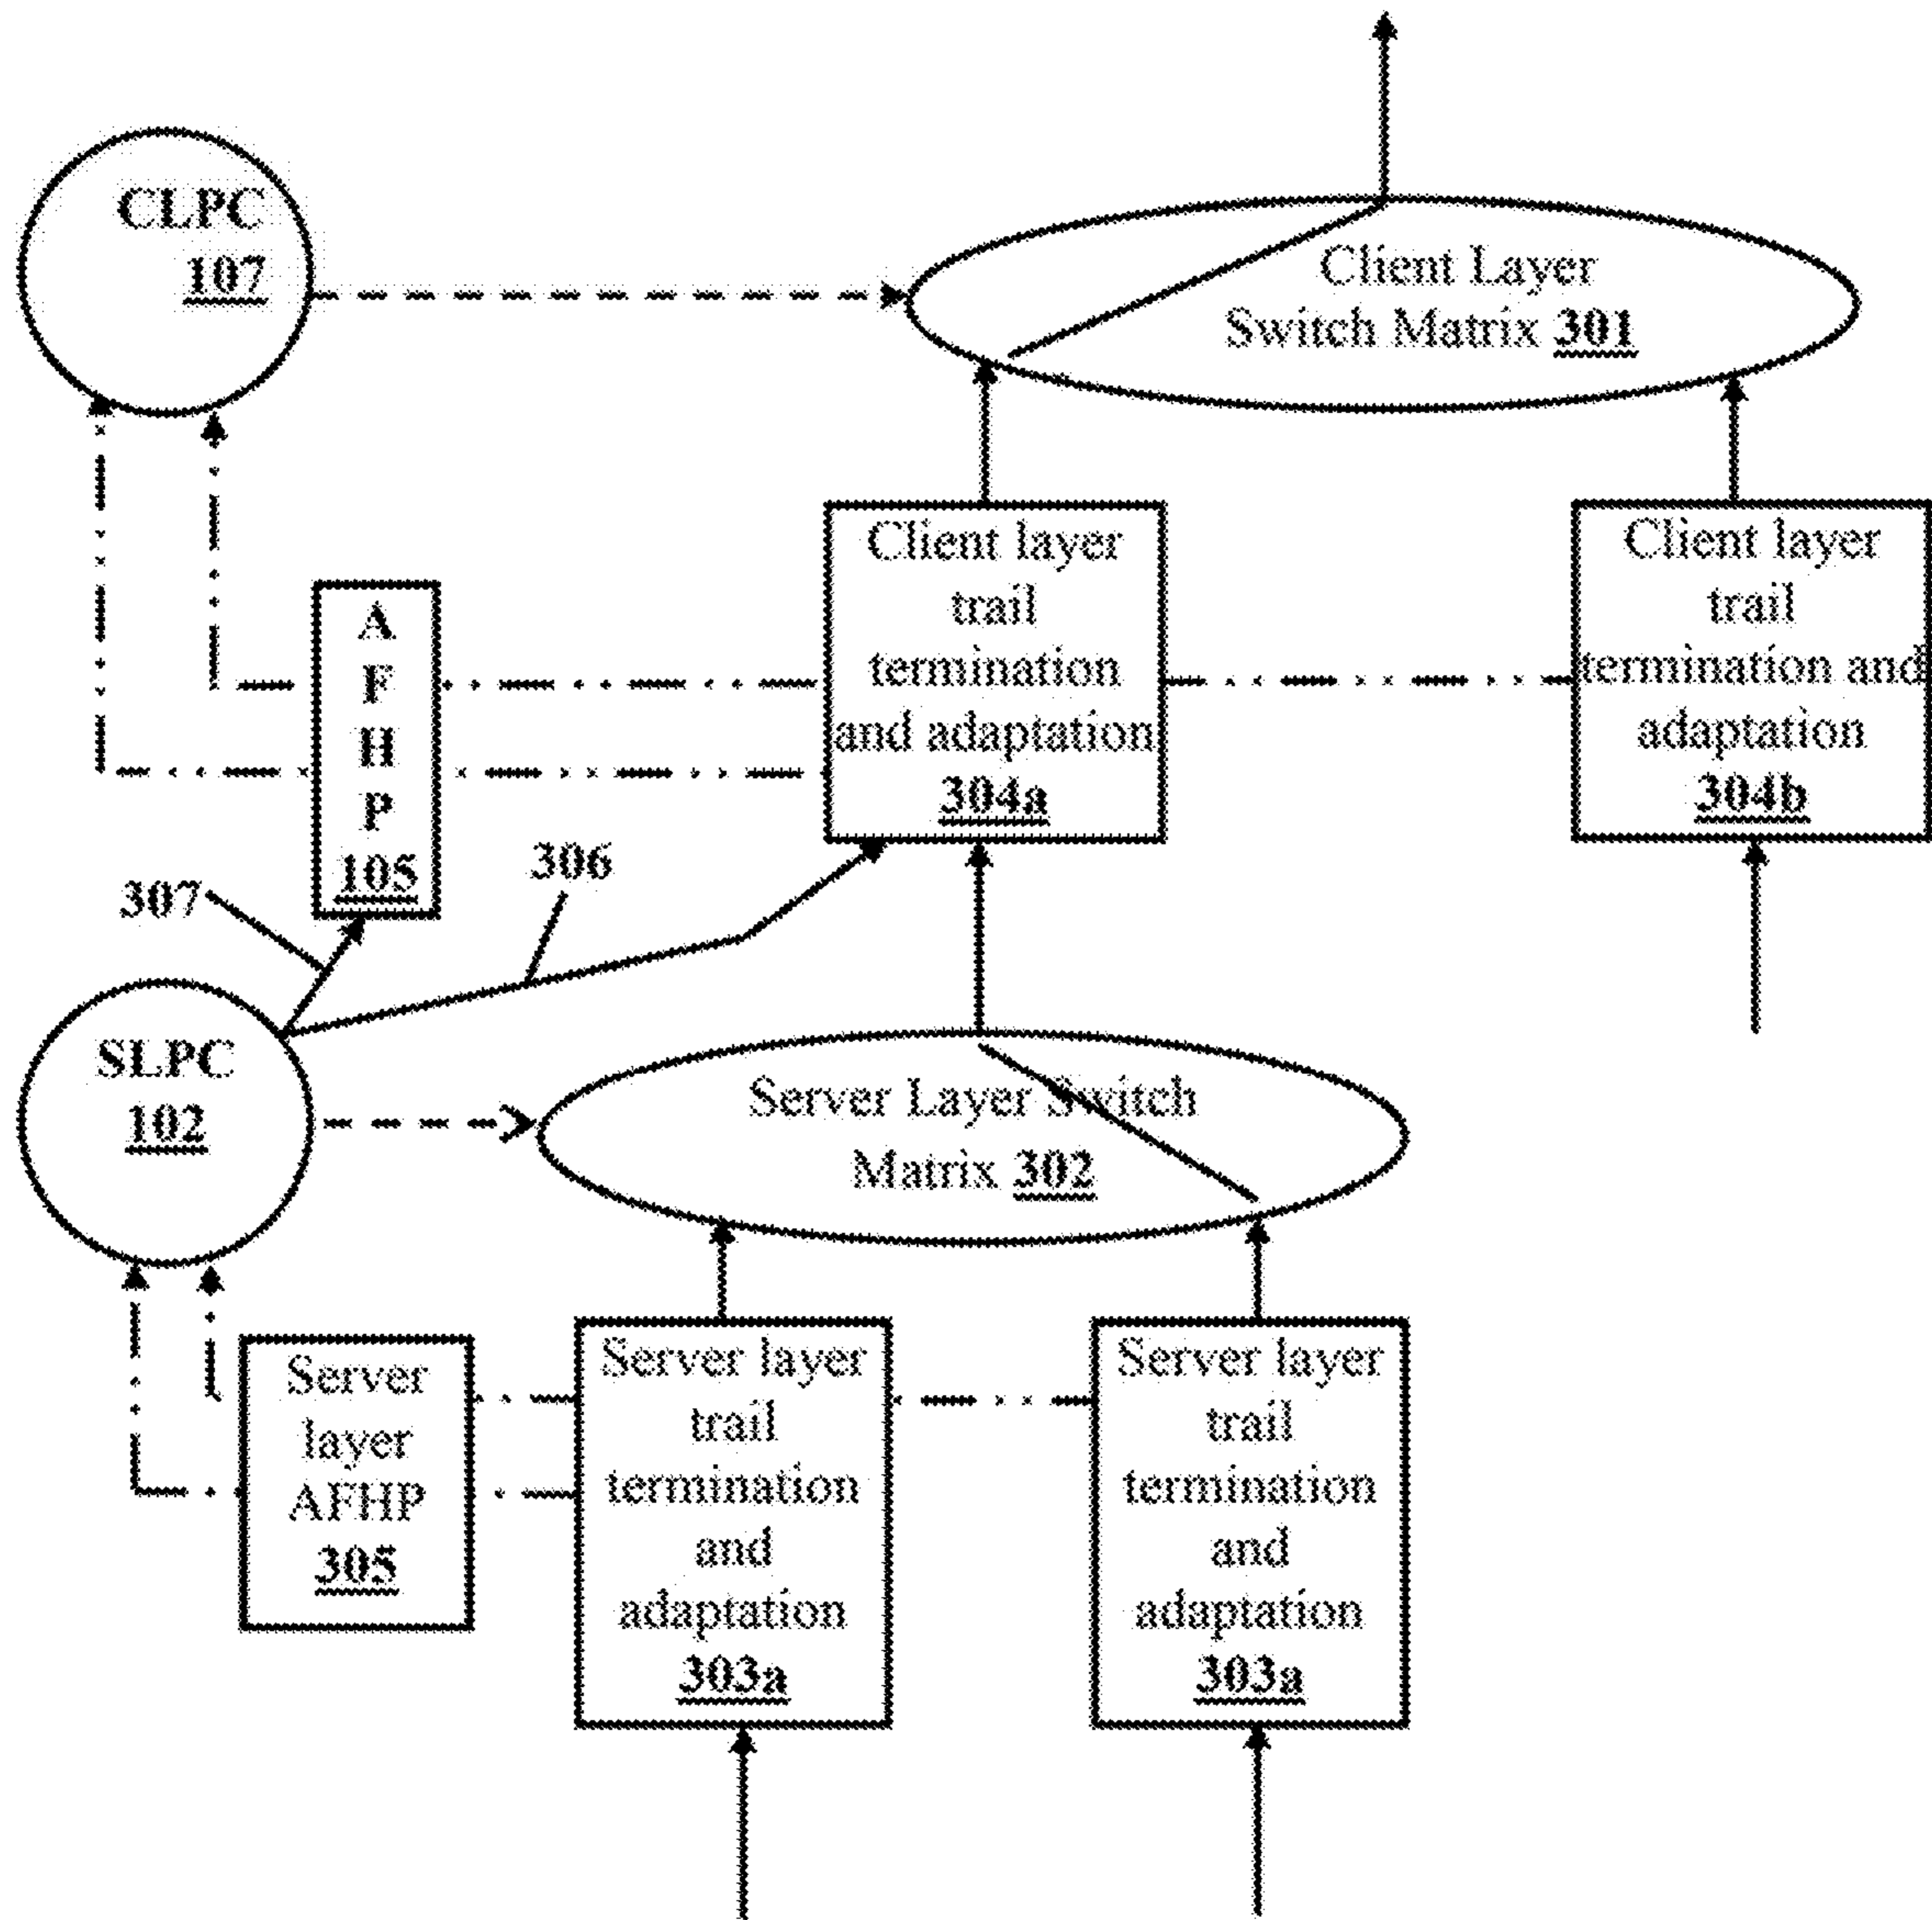 CLPC
107
Client Layer
Switch Matrix 301
A
F
H
P
105
Client layer
trail
termination
and adaptation
304a
Client layer
trail
termination and
adaptation
304b
307
306
SLPC
102
Server Layer Switch
Matrix 302
Server
layer
AFHP
305
Server layer
trail
termination
and
adaptation
303a
Server layer
trail
termination
and
adaptation
303a